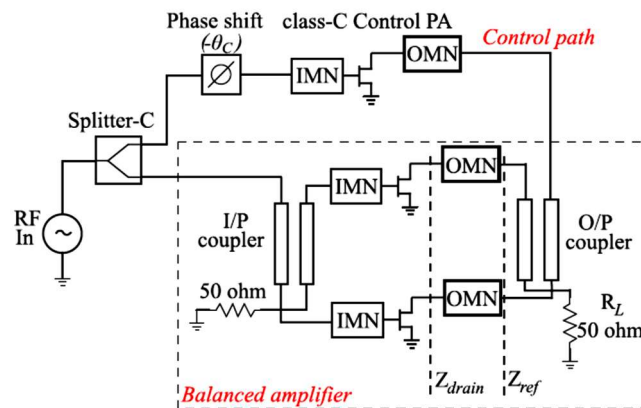 Phase shift
(-θC)
class-C Control PA
OMN
Control path
IMN
Splitter-C
RF
In
IMN
OMN
I/P
coupler
O/P
coupler
50 ohm
IMN
OMN
RL
50 ohm
Zdrain
Zref
Balanced amplifier